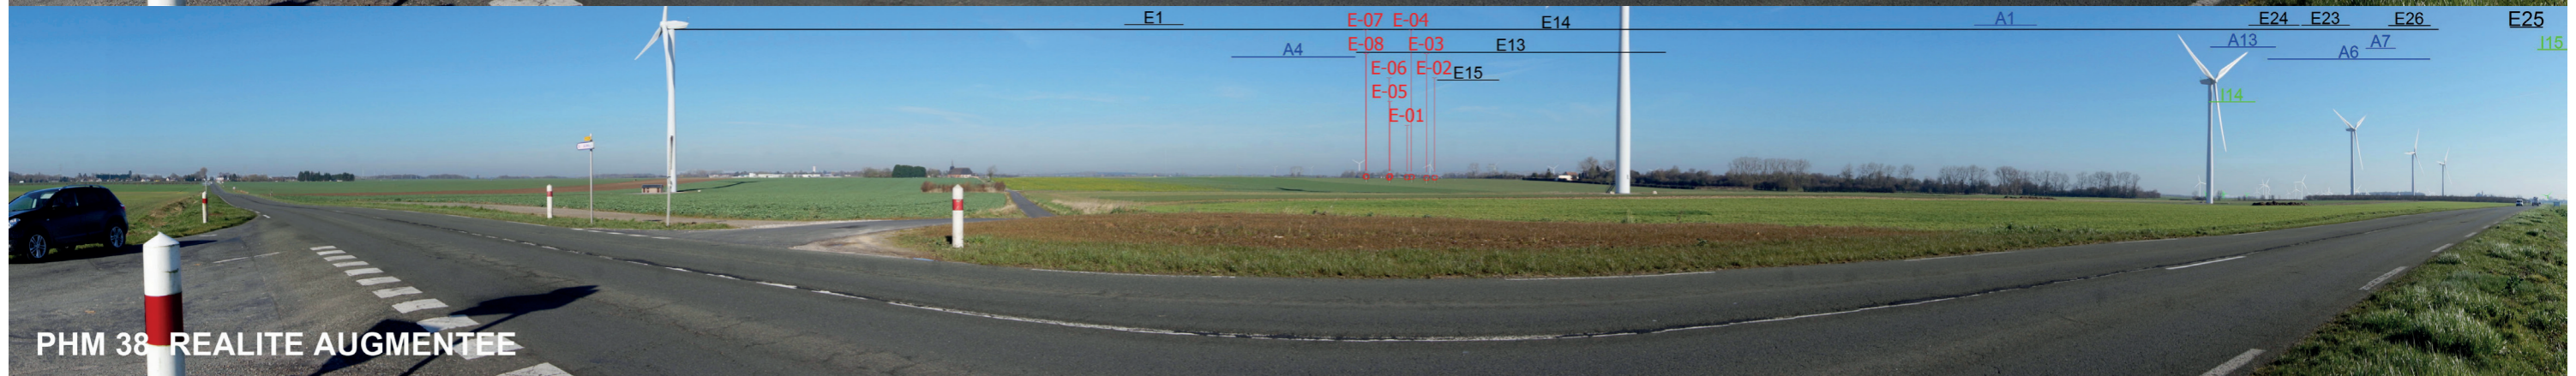 E1 E-07 E-04 E14 A1 E24 E23 E26 E25
A4 E-08 E-03 E13 A13 A6 A7 I15
E-06 E-02 E15
E-05 I14
E-01
PHM 38 REALITE AUGMENTEE